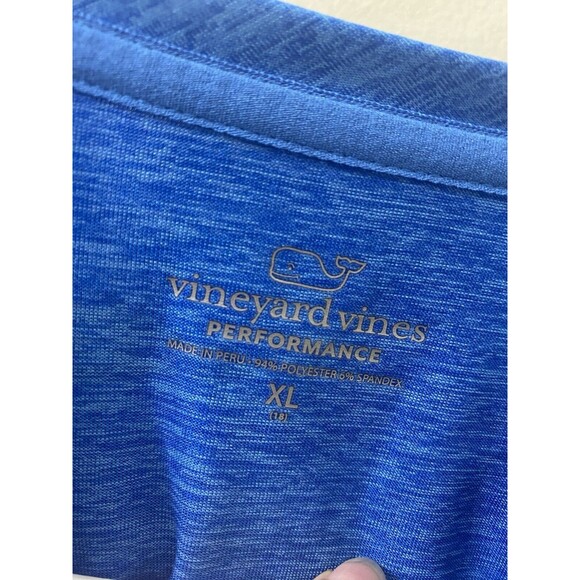 vineyard vines
PERFORMANCE
MADE IN PERU · 94% POLYESTER 6% SPANDEX
XL
(18)